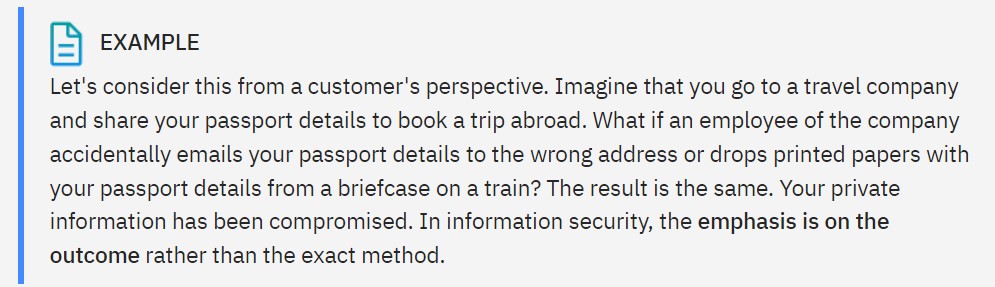 EXAMPLE
Let's consider this from a customer's perspective. Imagine that you go to a travel company
and share your passport details to book a trip abroad. What if an employee of the company
accidentally emails your passport details to the wrong address or drops printed papers with
your passport details from a briefcase on a train? The result is the same. Your private
information has been compromised. In information security, the emphasis is on the
outcome rather than the exact method.